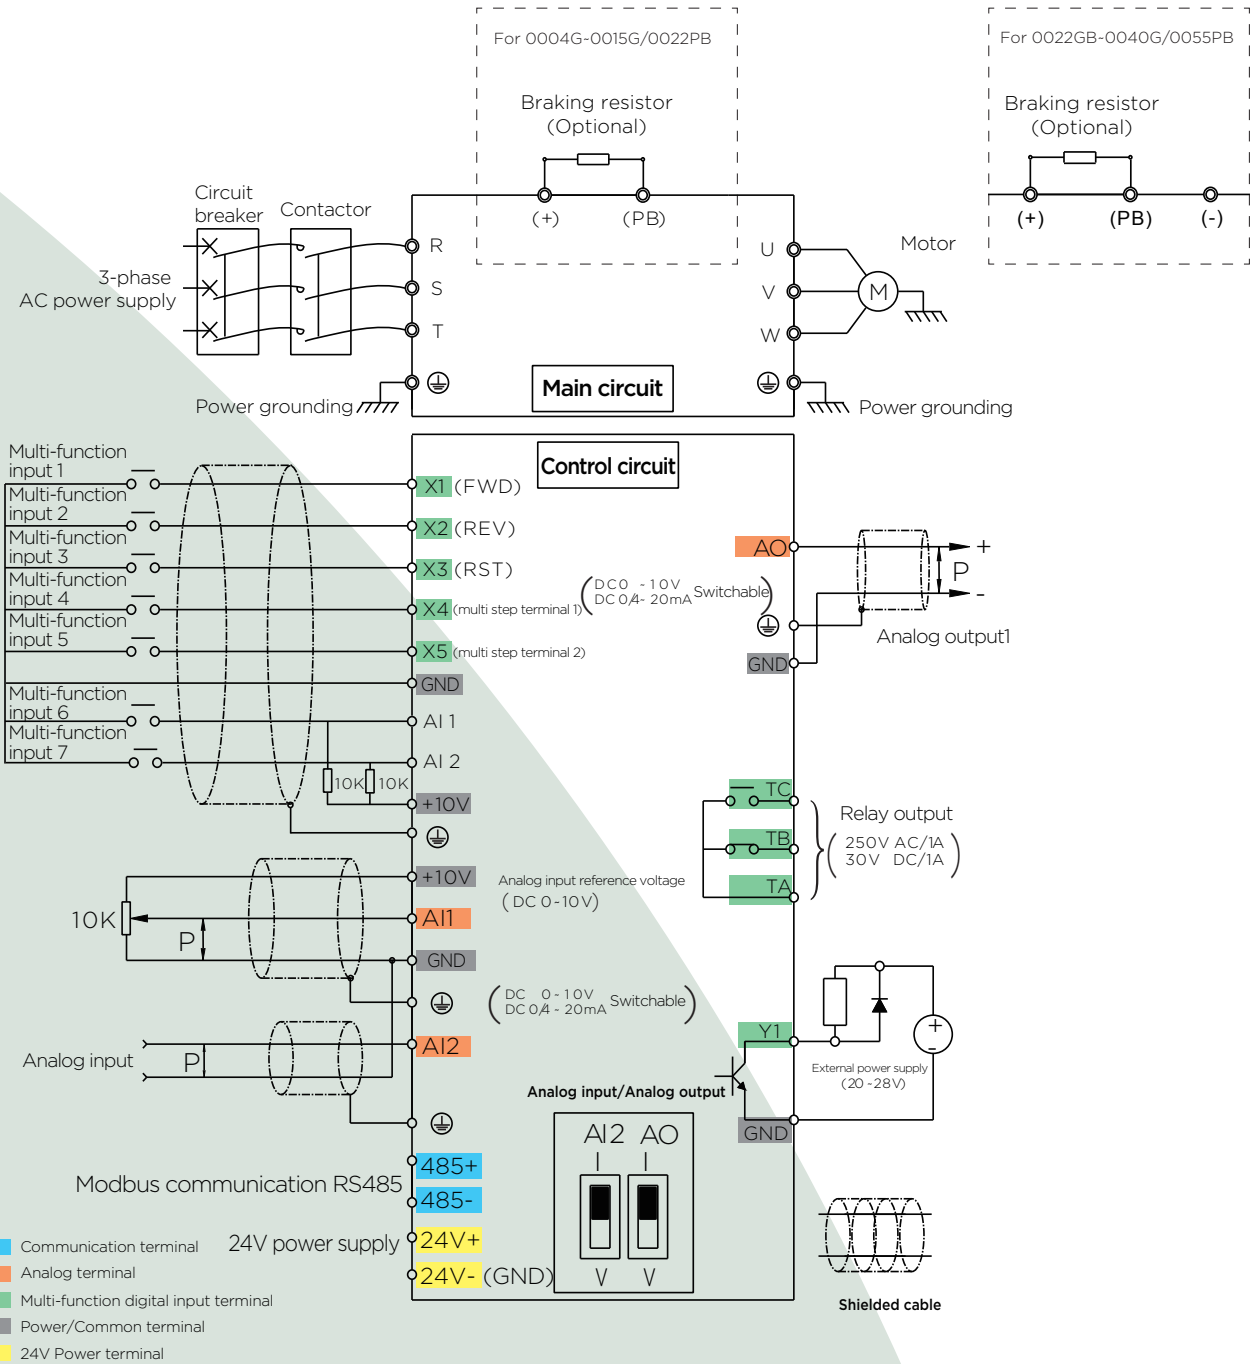 For 0004G~0015G/0022PB
Braking resistor
(Optional)
(+)
(PB)
For 0022GB~0040G/0055PB
Braking resistor
(Optional)
(+)
(PB)
(-)
Circuit
breaker
Contactor
3-phase
AC power supply
R
S
T
U
V
W
Motor
M
Power grounding
Main circuit
Power grounding
Control circuit
Multi-function
input 1
Multi-function
input 2
Multi-function
input 3
Multi-function
input 4
Multi-function
input 5
Multi-function
input 6
Multi-function
input 7
X1 (FWD)
X2 (REV)
X3 (RST)
X4 (multi step terminal 1)
X5 (multi step terminal 2)
GND
AI 1
AI 2
10K
10K
+10V
+10V
Analog input reference voltage
(DC 0-10V)
10K
P
AI1
GND
(DC 0-10V
DC 0/4 - 20mA Switchable)
Analog input
P
AI2
AO
(DC0 -10V
DC 0/4~ 20mA Switchable)
GND
+
P
-
Analog output1
TC
TB
TA
Relay output
(250V AC/1A
30V DC/1A)
Y1
GND
+
-
External power supply
(20 ~28V)
Analog input/Analog output
AI2 AO
I I
V V
Modbus communication RS485
485+
485-
24V power supply
24V+
24V- (GND)
Communication terminal
Analog terminal
Multi-function digital input terminal
Power/Common terminal
24V Power terminal
Shielded cable